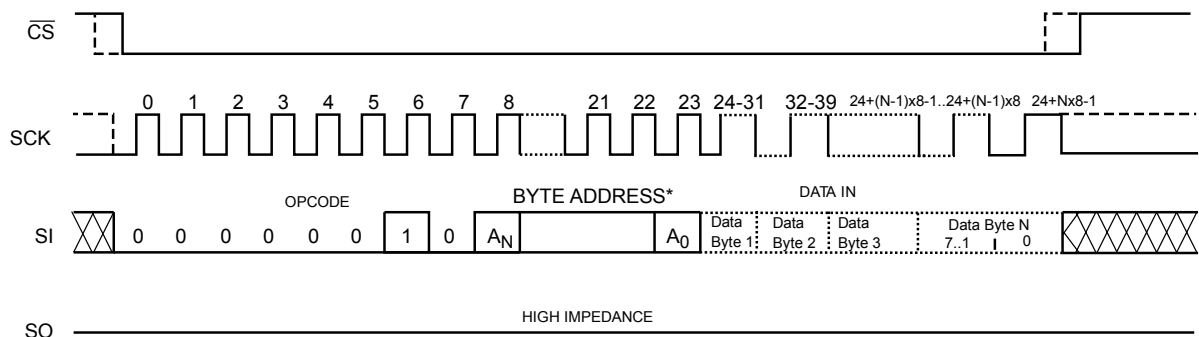 CS
0 1 2 3 4 5 6 7 8 21 22 23 24-31 32-39 24+(N-1)x8-1..24+(N-1)x8 24+Nx8-1
SCK
OPCODE BYTE ADDRESS* DATA IN
SI 0 0 0 0 0 0 1 0 AN A0 Data Byte 1 Data Byte 2 Data Byte 3 Data Byte N 7..1 0
HIGH IMPEDANCE
SO